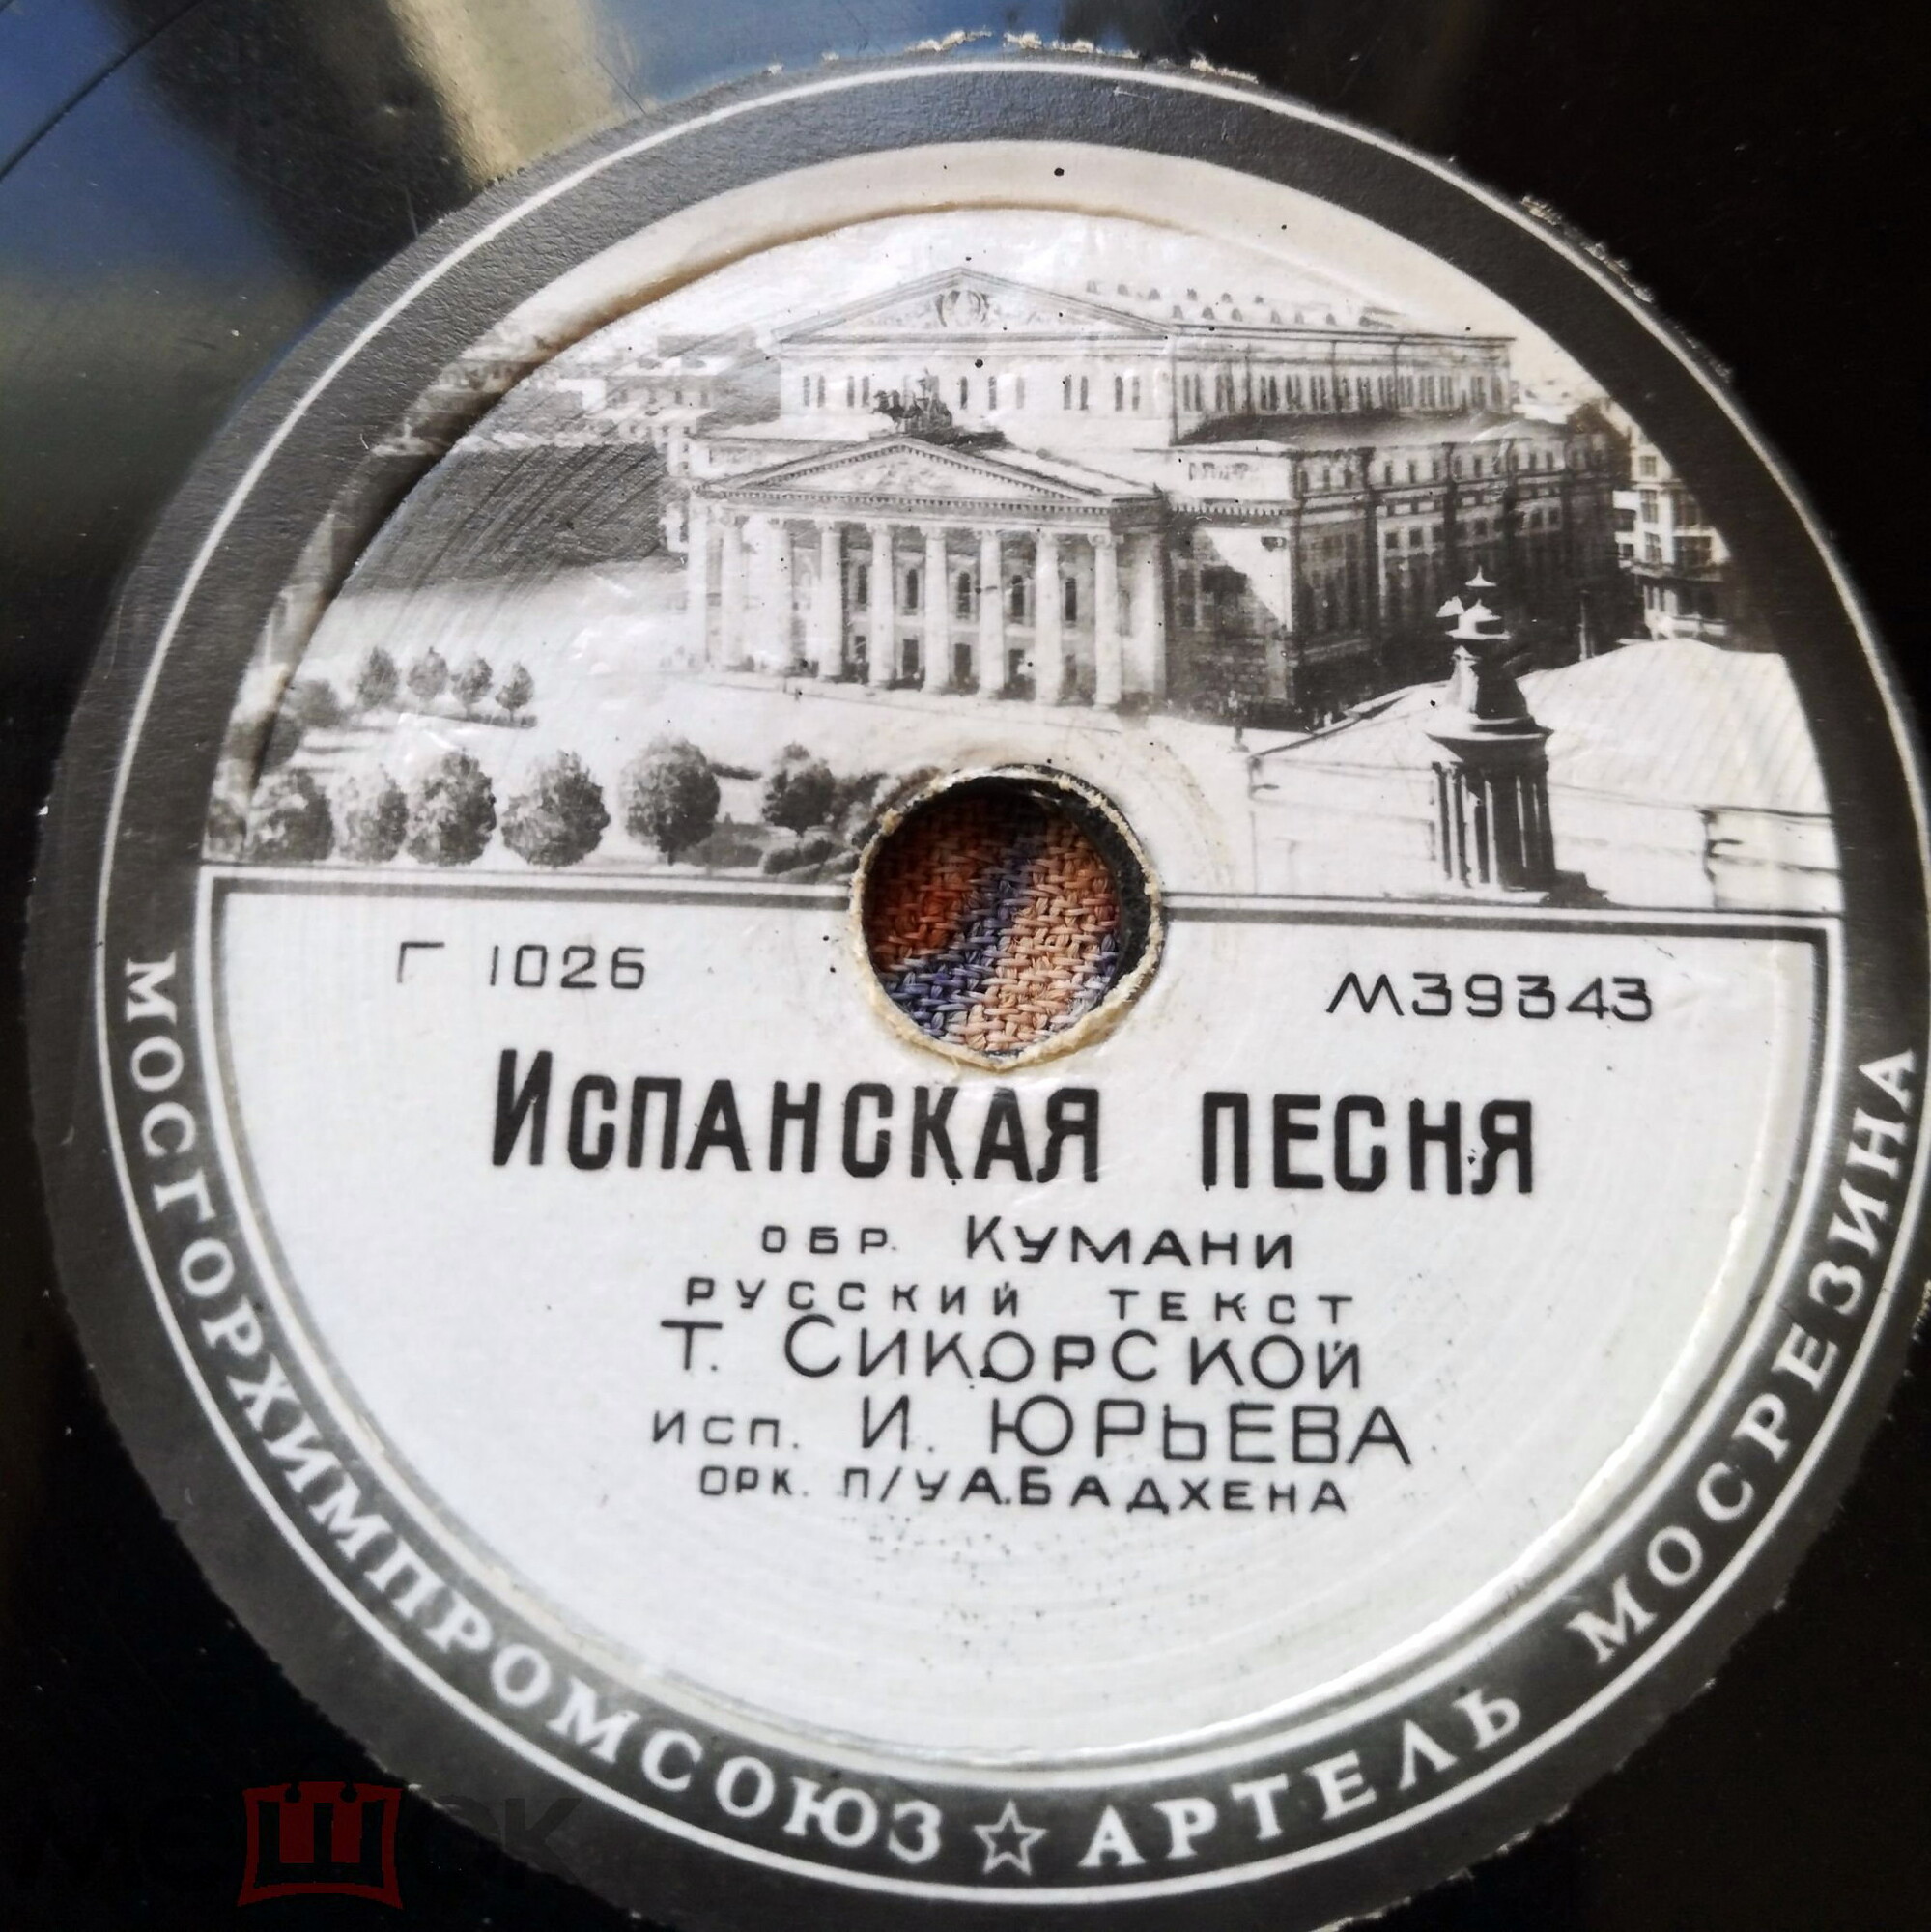 Г 1026
М39343
Испанская песня
ОБР. КУМАНИ
РУССКИЙ ТЕКСТ
Т. СИКОРСКОЙ
ИСП. И. ЮРЬЕВА
ОРК. П/У А.БАДХЕНА
МОСГОРХИМПРОМСОЮЗ ☆ АРТЕЛЬ МОСРЕЗИНА